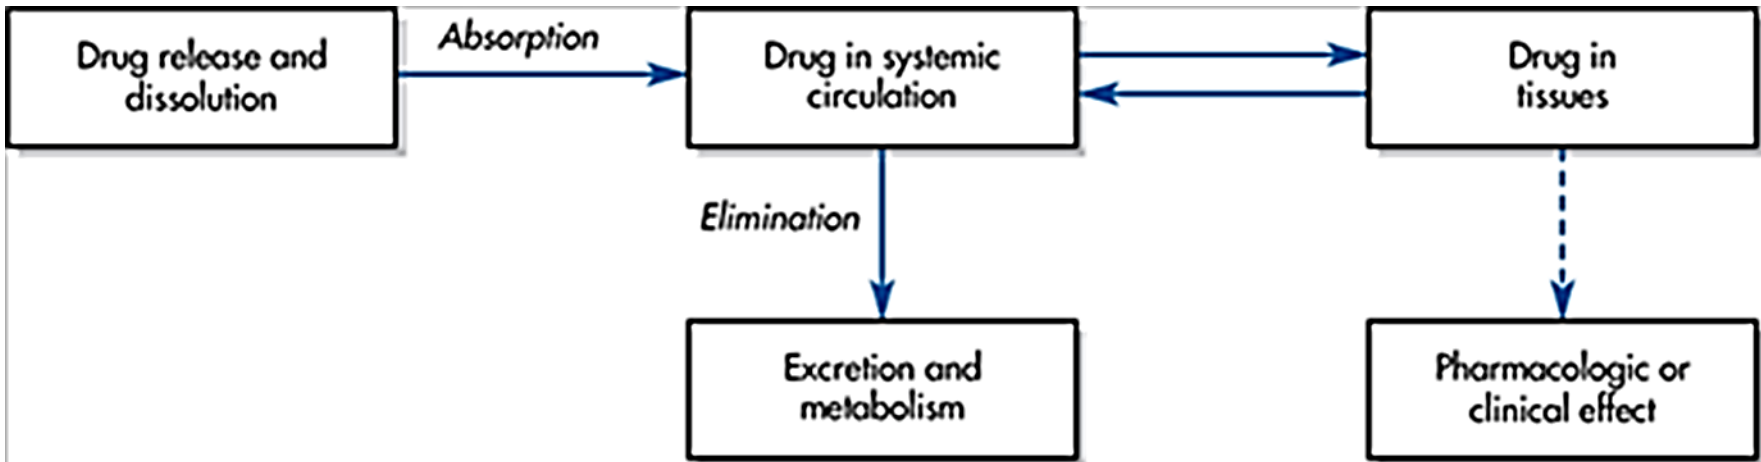 Drug release and
dissolution
Absorption
Drug in systemic
circulation
Drug in
tissues
Elimination
Excretion and
metabolism
Pharmacologic or
clinical effect